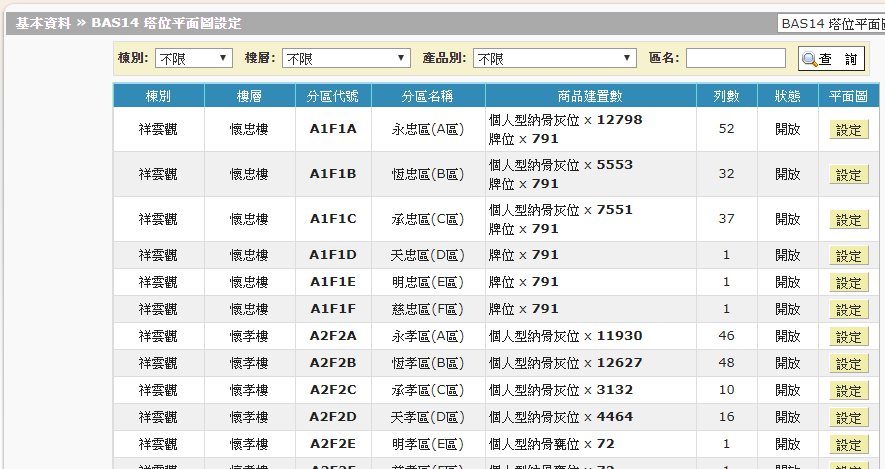 基本資料 » BAS14 塔位平面圖設定
BAS14 塔位平面
棟別: 不限 樓層: 不限 產品別: 不限 區名: 查 詢
棟別 樓層 分區代號 分區名稱 商品建置數 列數 狀態 平面圖
祥雲觀 懷忠樓 A1F1A 永忠區(A區) 個人型納骨灰位 x 12798 52 開放 設定
牌位 x 791
祥雲觀 懷忠樓 A1F1B 恆忠區(B區) 個人型納骨灰位 x 5553 32 開放 設定
牌位 x 791
祥雲觀 懷忠樓 A1F1C 承忠區(C區) 個人型納骨灰位 x 7551 37 開放 設定
牌位 x 791
祥雲觀 懷忠樓 A1F1D 天忠區(D區) 牌位 x 791 1 開放 設定
祥雲觀 懷忠樓 A1F1E 明忠區(E區) 牌位 x 791 1 開放 設定
祥雲觀 懷忠樓 A1F1F 慈忠區(F區) 牌位 x 791 1 開放 設定
祥雲觀 懷孝樓 A2F2A 永孝區(A區) 個人型納骨灰位 x 11930 46 開放 設定
祥雲觀 懷孝樓 A2F2B 恆孝區(B區) 個人型納骨灰位 x 12627 48 開放 設定
祥雲觀 懷孝樓 A2F2C 承孝區(C區) 個人型納骨灰位 x 3132 10 開放 設定
祥雲觀 懷孝樓 A2F2D 天孝區(D區) 個人型納骨灰位 x 4464 16 開放 設定
祥雲觀 懷孝樓 A2F2E 明孝區(E區) 個人型納骨甕位 x 72 1 開放 設定